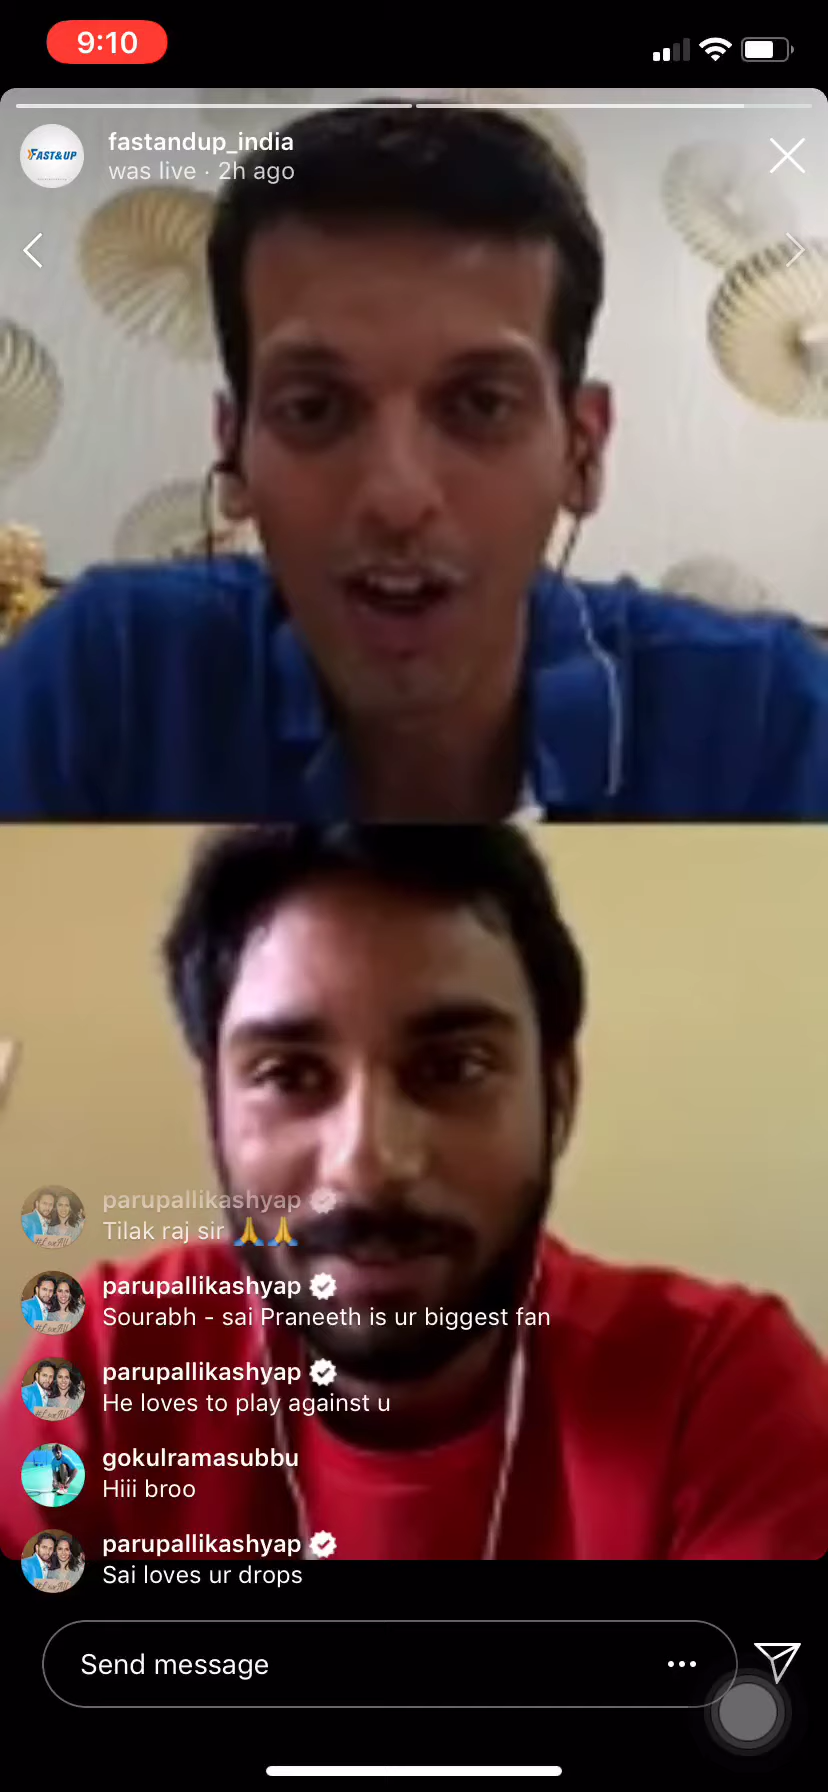 9:10
FAST&UP
fastandup_india
was live · 2h ago
parupallikashyap
Tilak raj sir 🙏🙏
parupallikashyap
Sourabh - sai Praneeth is ur biggest fan
parupallikashyap
He loves to play against u
gokulramasubbu
Hiii broo
parupallikashyap
Sai loves ur drops
Send message